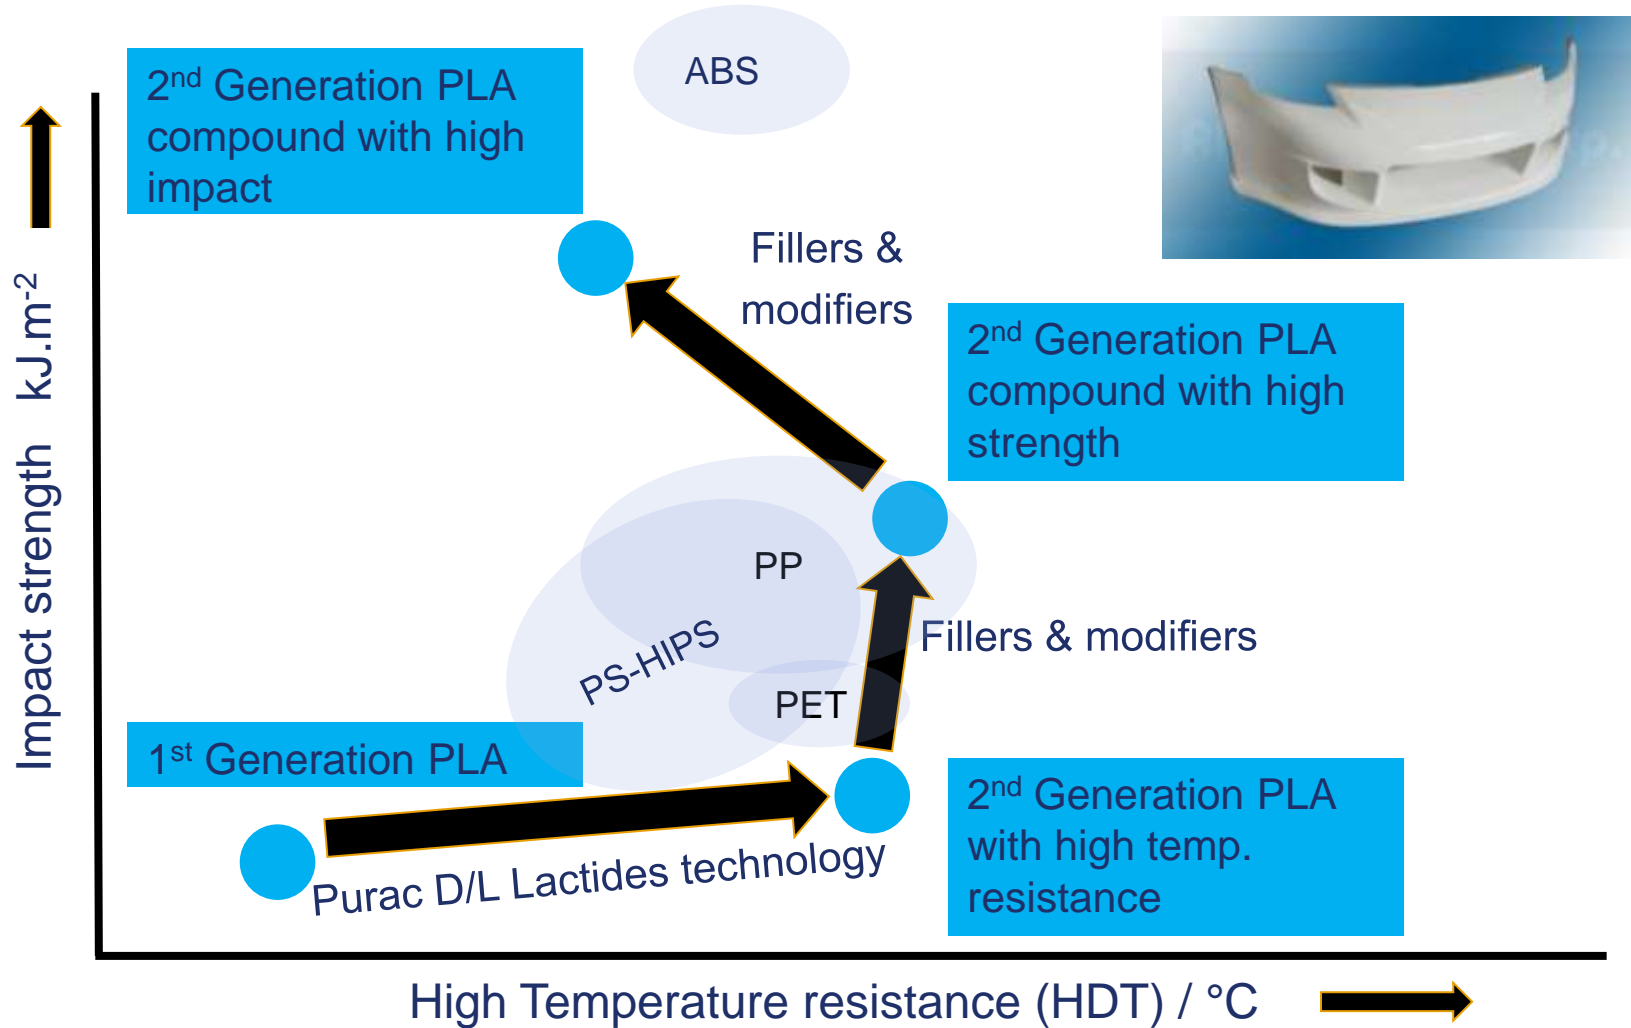 2nd Generation PLA
compound with high
impact
ABS
Fillers &
modifiers
2nd Generation PLA
compound with high
strength
Impact strength kJ.m-2
PP
PS-HIPS
Fillers & modifiers
PET
1st Generation PLA
2nd Generation PLA
with high temp.
resistance
Purac D/L Lactides technology
High Temperature resistance (HDT) / °C